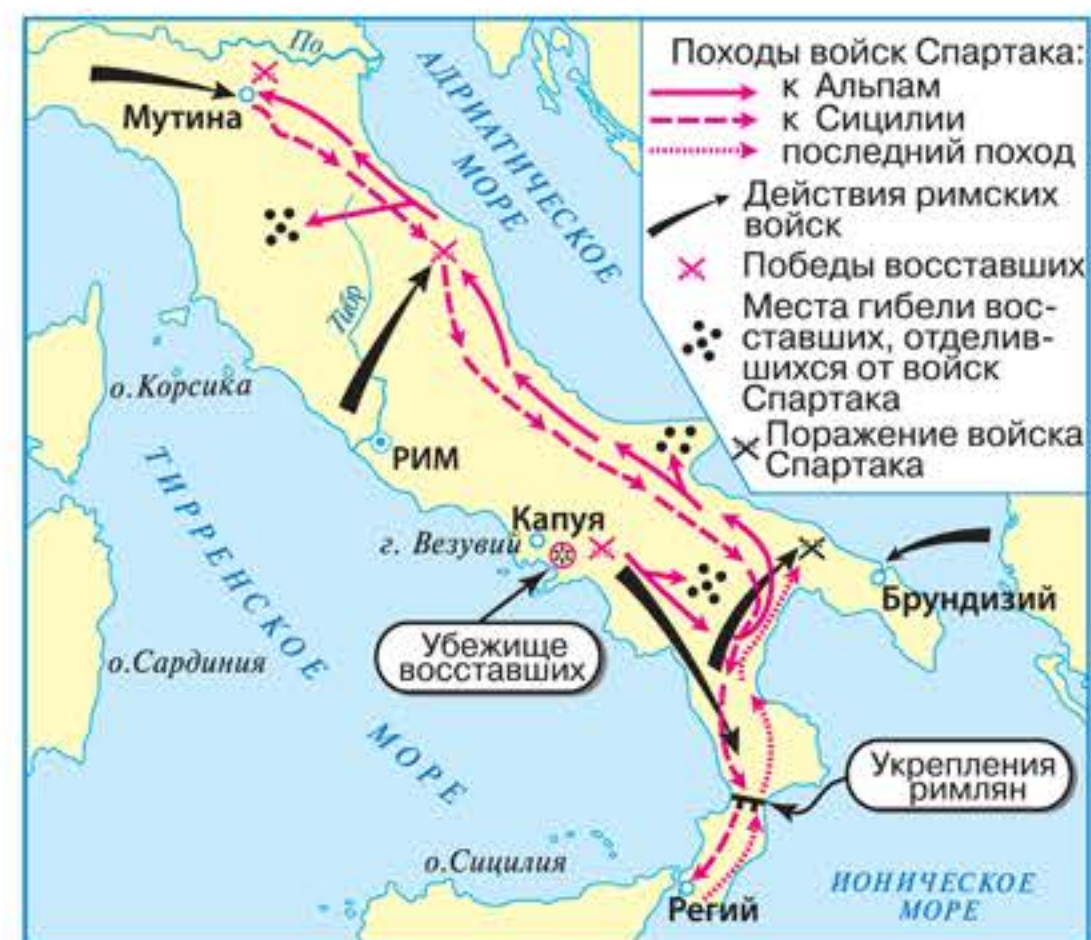 По
Мутина
АДРИАТИЧЕСКОЕ
МОРЕ
Тибр
о.Корсика
РИМ
ТИРРЕНСКОЕ
МОРЕ
Капуя
г. Везувий
Убежище
восставших
о.Сардиния
Брундизий
Укрепления
римлян
о.Сицилия
Регий
ИОНИЧЕСКОЕ
МОРЕ
Походы войск Спартака:
к Альпам
к Сицилии
последний поход
Действия римских
войск
Победы восставших
Места гибели вос-
ставших, отделив-
шихся от войск
Спартака
Поражение войска
Спартака